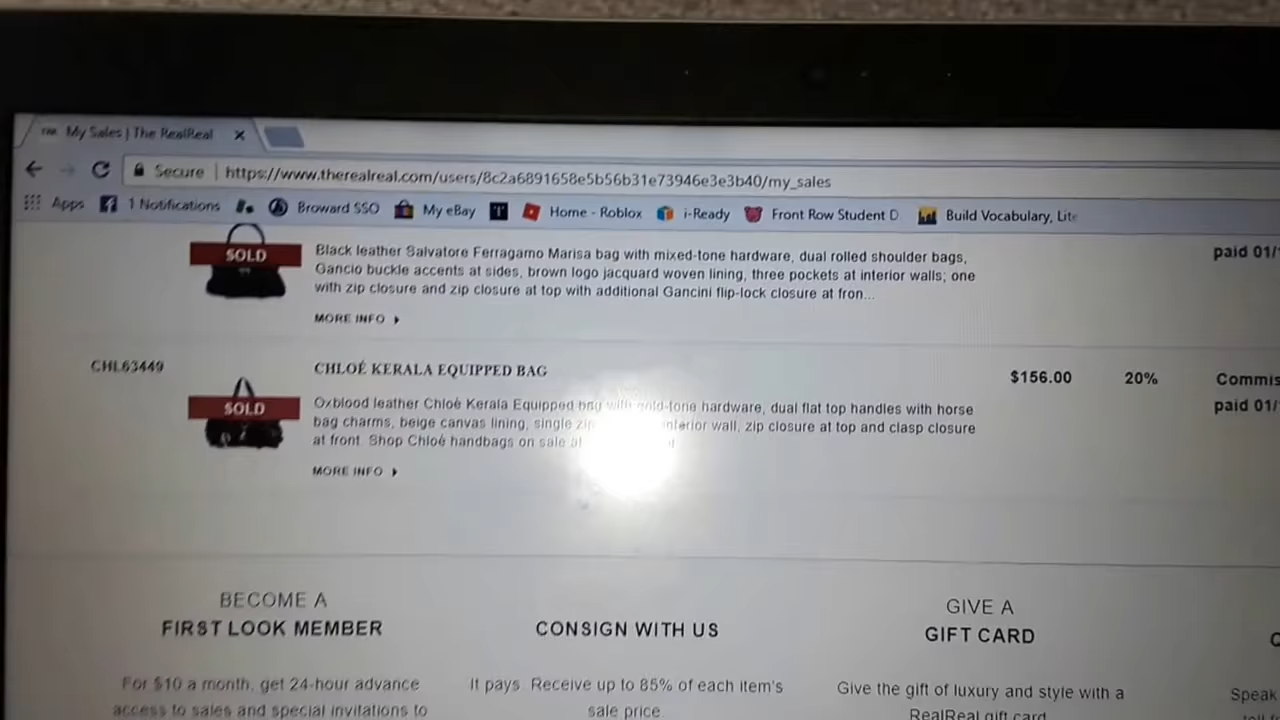 My Sales | The RealReal
Secure | https://www.therealreal.com/users/8c2a6891658e5b56b31e73946e3e3b40/my_sales
Apps 1 Notifications Broward SSO My eBay T Home - Roblox i-Ready Front Row Student D Build Vocabulary, Lite
SOLD
Black leather Salvatore Ferragamo Marisa bag with mixed-tone hardware, dual rolled shoulder bags,
Gancio buckle accents at sides, brown logo jacquard woven lining, three pockets at interior walls; one
with zip closure and zip closure at top with additional Gancini flip-lock closure at fron...
paid 01/
MORE INFO
CHL63449
CHLOÉ KERALA EQUIPPED BAG
$156.00 20% Commis
paid 01/
SOLD
Oxblood leather Chloé Kerala Equipped bag with gold-tone hardware, dual flat top handles with horse
bag charms, beige canvas lining, single zip interior wall, zip closure at top and clasp closure
at front. Shop Chloé handbags on sale at
MORE INFO
BECOME A
FIRST LOOK MEMBER
For $10 a month, get 24-hour advance
access to sales and special invitations to
CONSIGN WITH US
It pays. Receive up to 85% of each item's
sale price.
GIVE A
GIFT CARD
Give the gift of luxury and style with a
RealReal gift card.
Speak